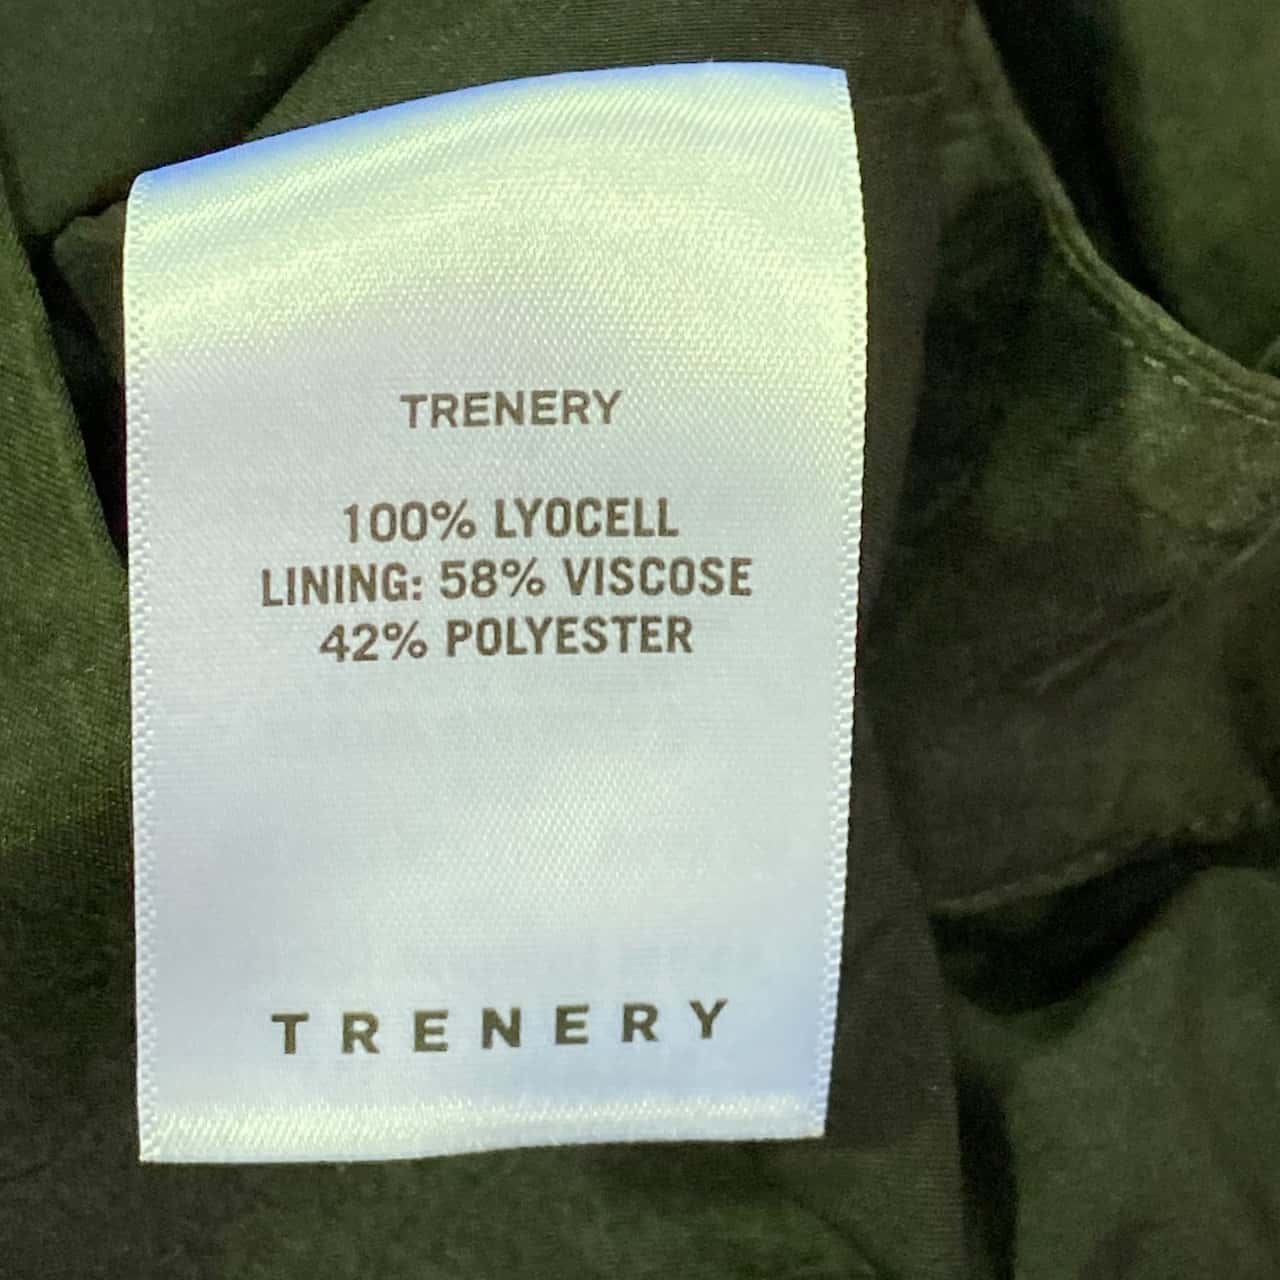 TRENERY
100% LYOCELL
LINING: 58% VISCOSE
42% POLYESTER
TRENERY